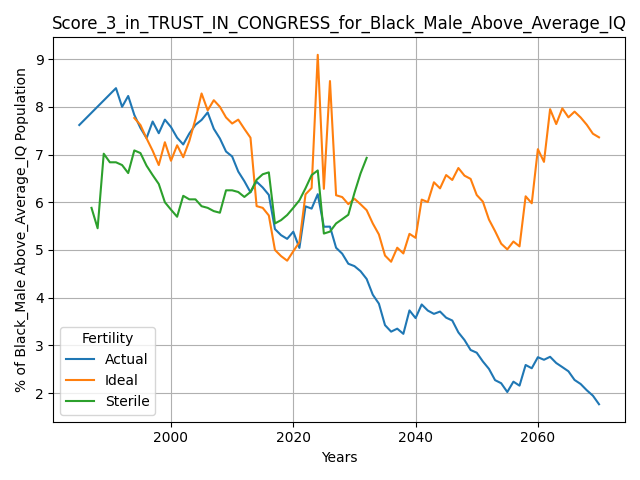 Score_3_in_TRUST_IN_CONGRESS_for_Black_Male_Above_Average_IQ
% of Black_Male Above_Average_IQ Population
9
8
7
6
5
4
3
2
Fertility
Actual
Ideal
Sterile
2000
2020
2040
2060
Years